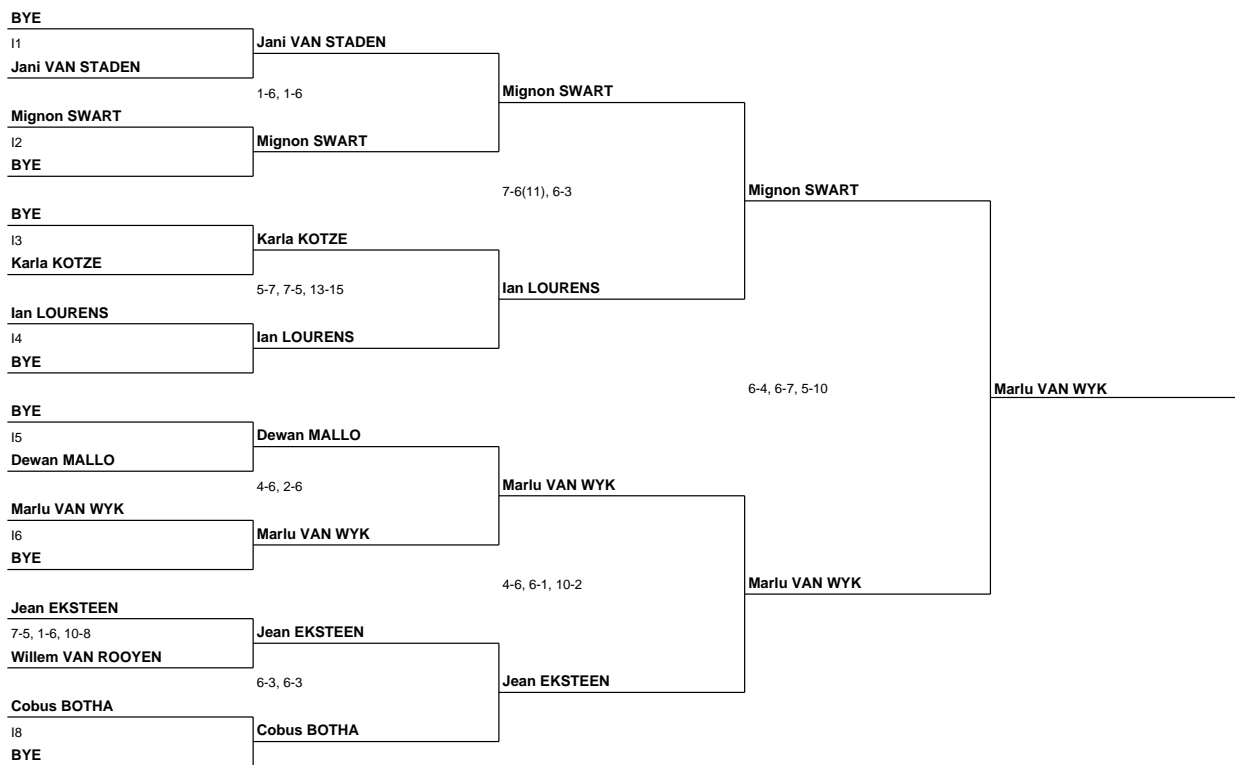 BYE
I1
Jani VAN STADEN
Mignon SWART
I2
BYE
BYE
I3
Karla KOTZE
Ian LOURENS
I4
BYE
BYE
I5
Dewan MALLO
Marlu VAN WYK
I6
BYE
Jean EKSTEEN
7-5, 1-6, 10-8
Willem VAN ROOYEN
Cobus BOTHA
I8
BYE
Jani VAN STADEN
1-6, 1-6
Mignon SWART
Karla KOTZE
5-7, 7-5, 13-15
Ian LOURENS
Dewan MALLO
4-6, 2-6
Marlu VAN WYK
Jean EKSTEEN
6-3, 6-3
Cobus BOTHA
Mignon SWART
7-6(11), 6-3
Ian LOURENS
Marlu VAN WYK
4-6, 6-1, 10-2
Jean EKSTEEN
Mignon SWART
6-4, 6-7, 5-10
Marlu VAN WYK
Marlu VAN WYK